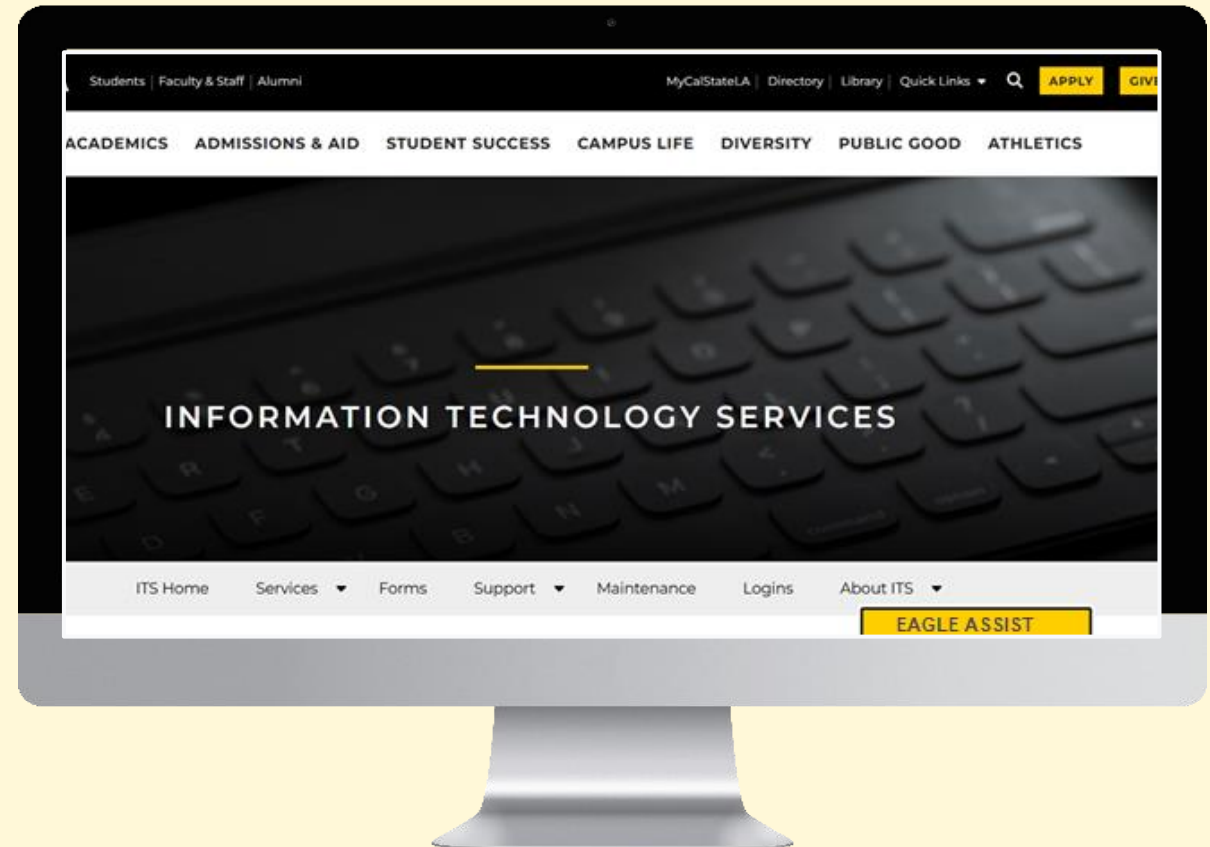 Students | Faculty & Staff | Alumni MyCalStateLA | Directory | Library | Quick Links APPLY GIVE
ACADEMICS ADMISSIONS & AID STUDENT SUCCESS CAMPUS LIFE DIVERSITY PUBLIC GOOD ATHLETICS
INFORMATION TECHNOLOGY SERVICES
ITS Home Services Forms Support Maintenance Logins About ITS
EAGLE ASSIST